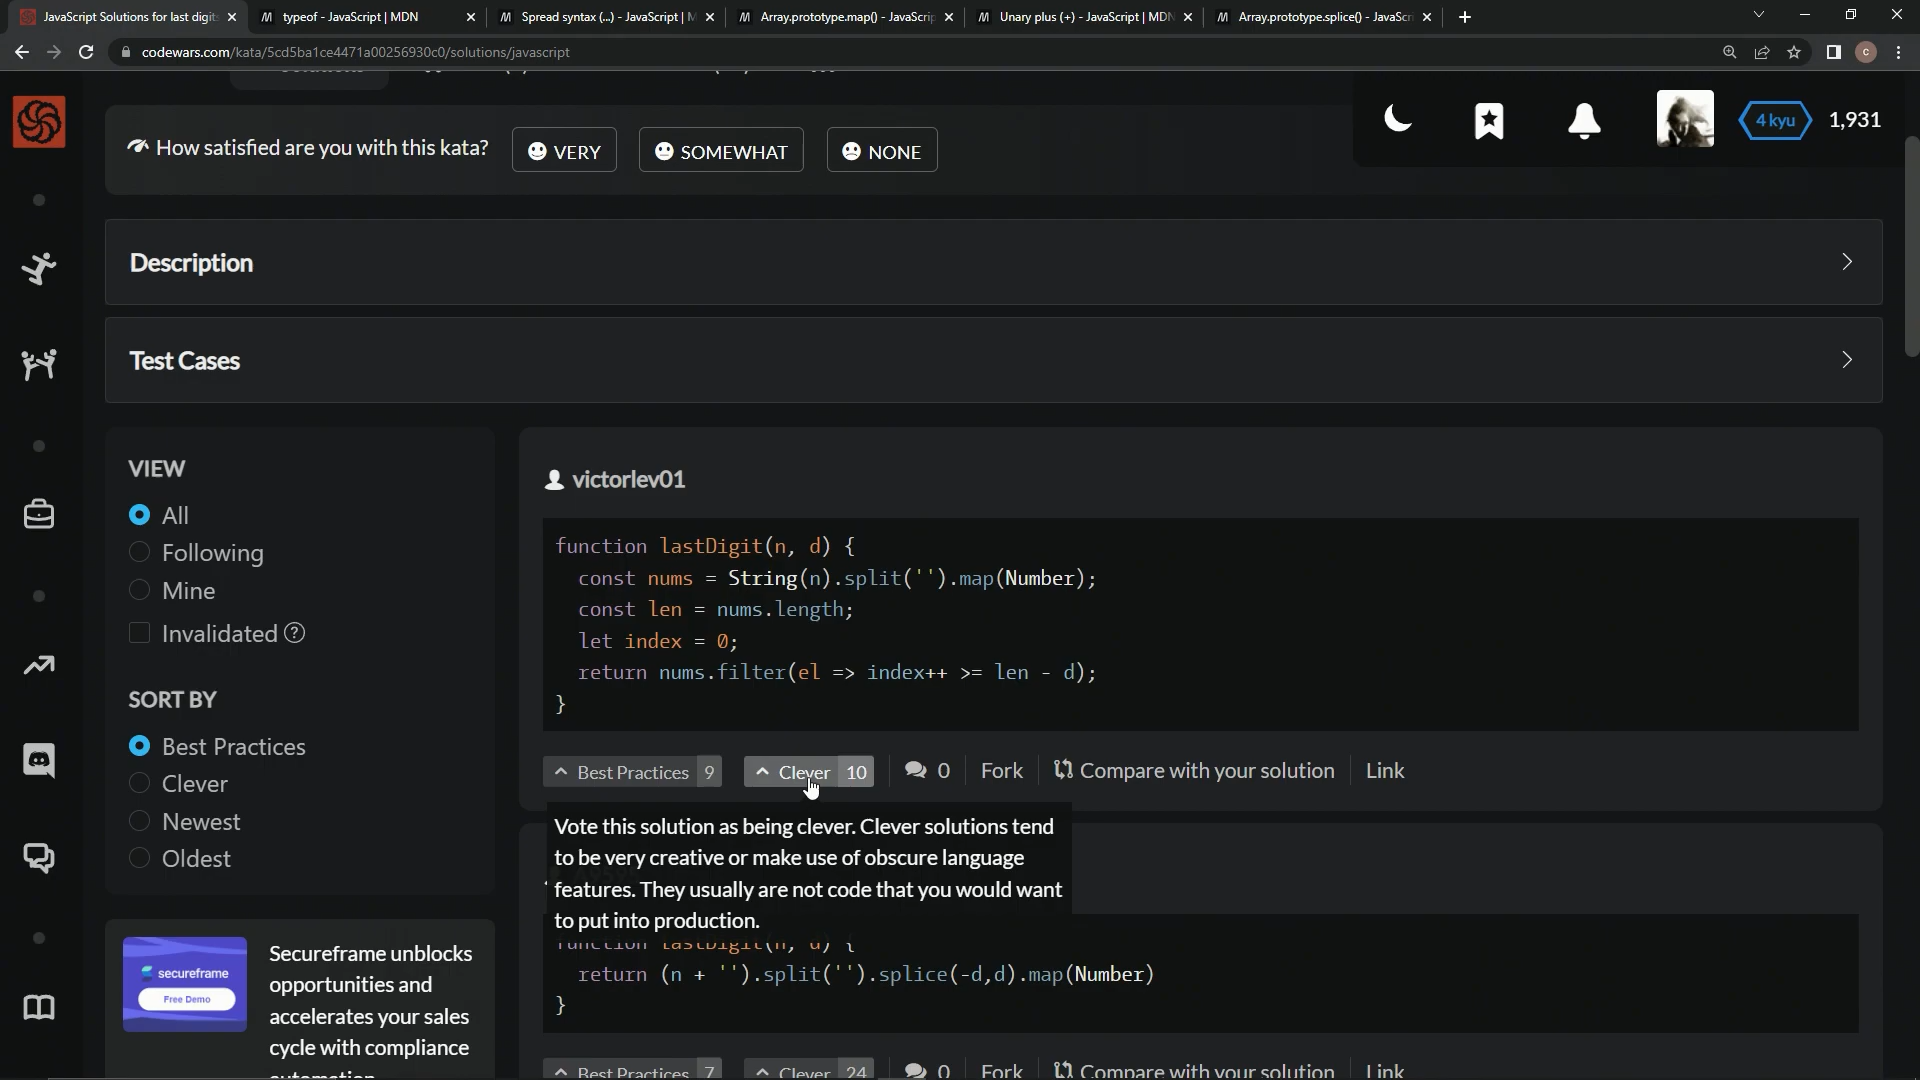 JavaScript Solutions for last digit
typeof - JavaScript | MDN
Spread syntax (...) - JavaScript | M
Array.prototype.map() - JavaScrip
Unary plus (+) - JavaScript | MDN
Array.prototype.splice() - JavaScri
codewars.com/kata/5cd5ba1ce4471a00256930c0/solutions/javascript
C
How satisfied are you with this kata?
VERY
SOMEWHAT
NONE
4 kyu
1,931
Description
Test Cases
VIEW
All
Following
Mine
Invalidated ?
SORT BY
Best Practices
Clever
Newest
Oldest
secureframe
Free Demo
Secureframe unblocks
opportunities and
accelerates your sales
cycle with compliance
automation
victorlev01
function lastDigit(n, d) {
const nums = String(n).split('').map(Number);
const len = nums.length;
let index = 0;
return nums.filter(el => index++ >= len - d);
}
Best Practices 9
Clever 10
0
Fork
Compare with your solution
Link
Vote this solution as being clever. Clever solutions tend
to be very creative or make use of obscure language
features. They usually are not code that you would want
to put into production.
function lastDigit(n, d) {
return (n + '').split('').splice(-d,d).map(Number)
}
Best Practices 7
Clever 24
0
Fork
Compare with your solution
Link